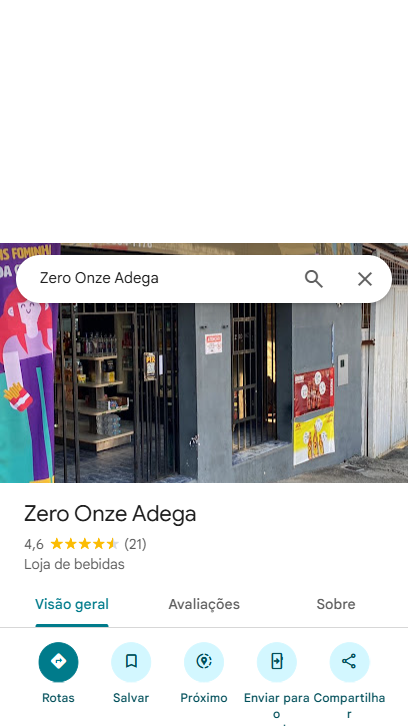 Zero Onze Adega
Zero Onze Adega
4,6 (21)
Loja de bebidas
Visão geral Avaliações Sobre
Rotas Salvar Próximo Enviar para o Compartilhar